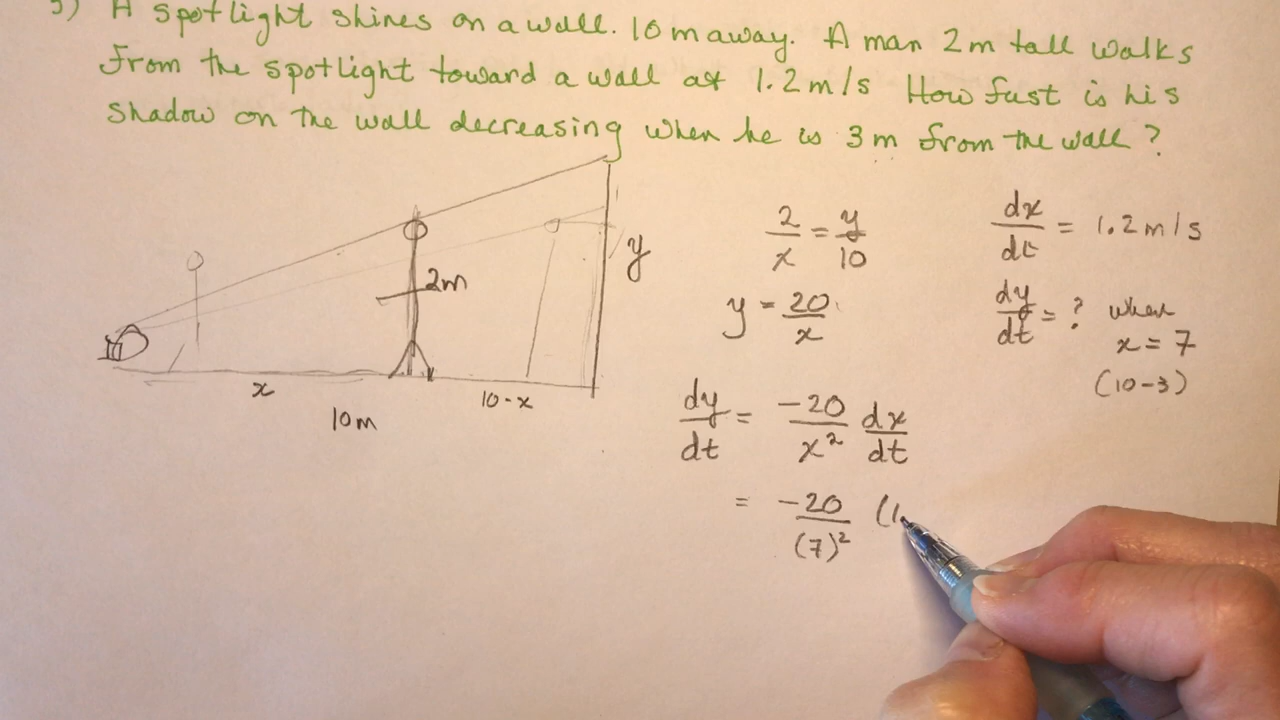 5) A spotlight shines on a wall. 10 m away. A man 2m tall walks
from the spotlight toward a wall at 1.2 m/s How fast is his
shadow on the wall decreasing when he is 3m from the wall?
2m
y
x
10-x
10m
2/x = y/10
y = 20/x
dx/dt = 1.2 m/s
dy/dt = ? when
x = 7
(10-3)
dy/dt = -20/x² dx/dt
= -20/(7)² (1